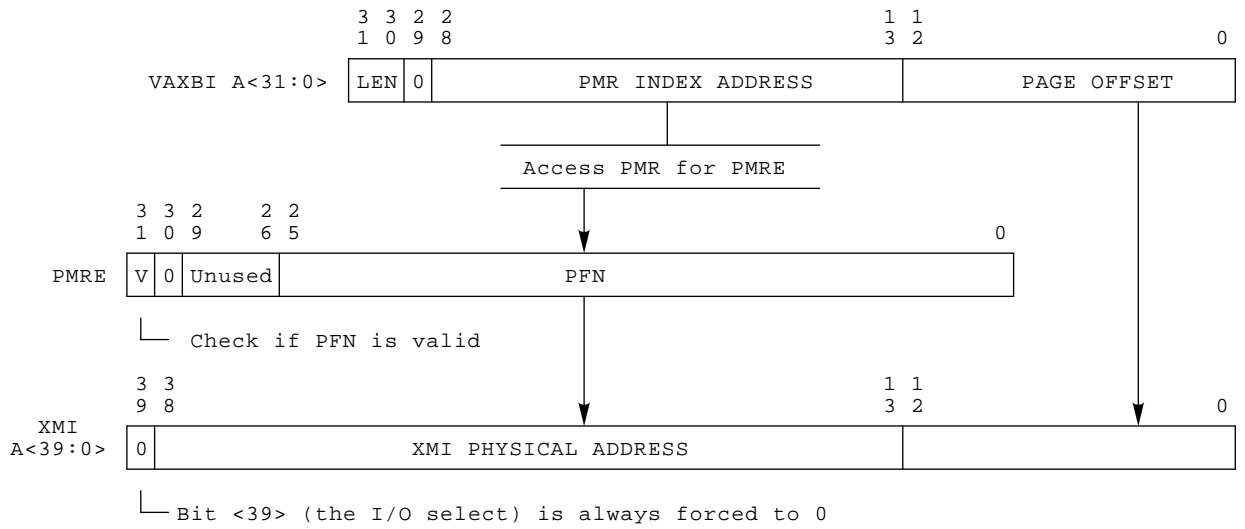 3 3 2 2 1 1
1 0 9 8 3 2 0
VAXBI A<31:0> LEN 0 PMR INDEX ADDRESS PAGE OFFSET
Access PMR for PMRE
3 3 2 2 2
1 0 9 6 5 0
PMRE V 0 Unused PFN
Check if PFN is valid
3 3 1 1
9 8 3 2 0
XMI
A<39:0> 0 XMI PHYSICAL ADDRESS
Bit <39> (the I/O select) is always forced to 0